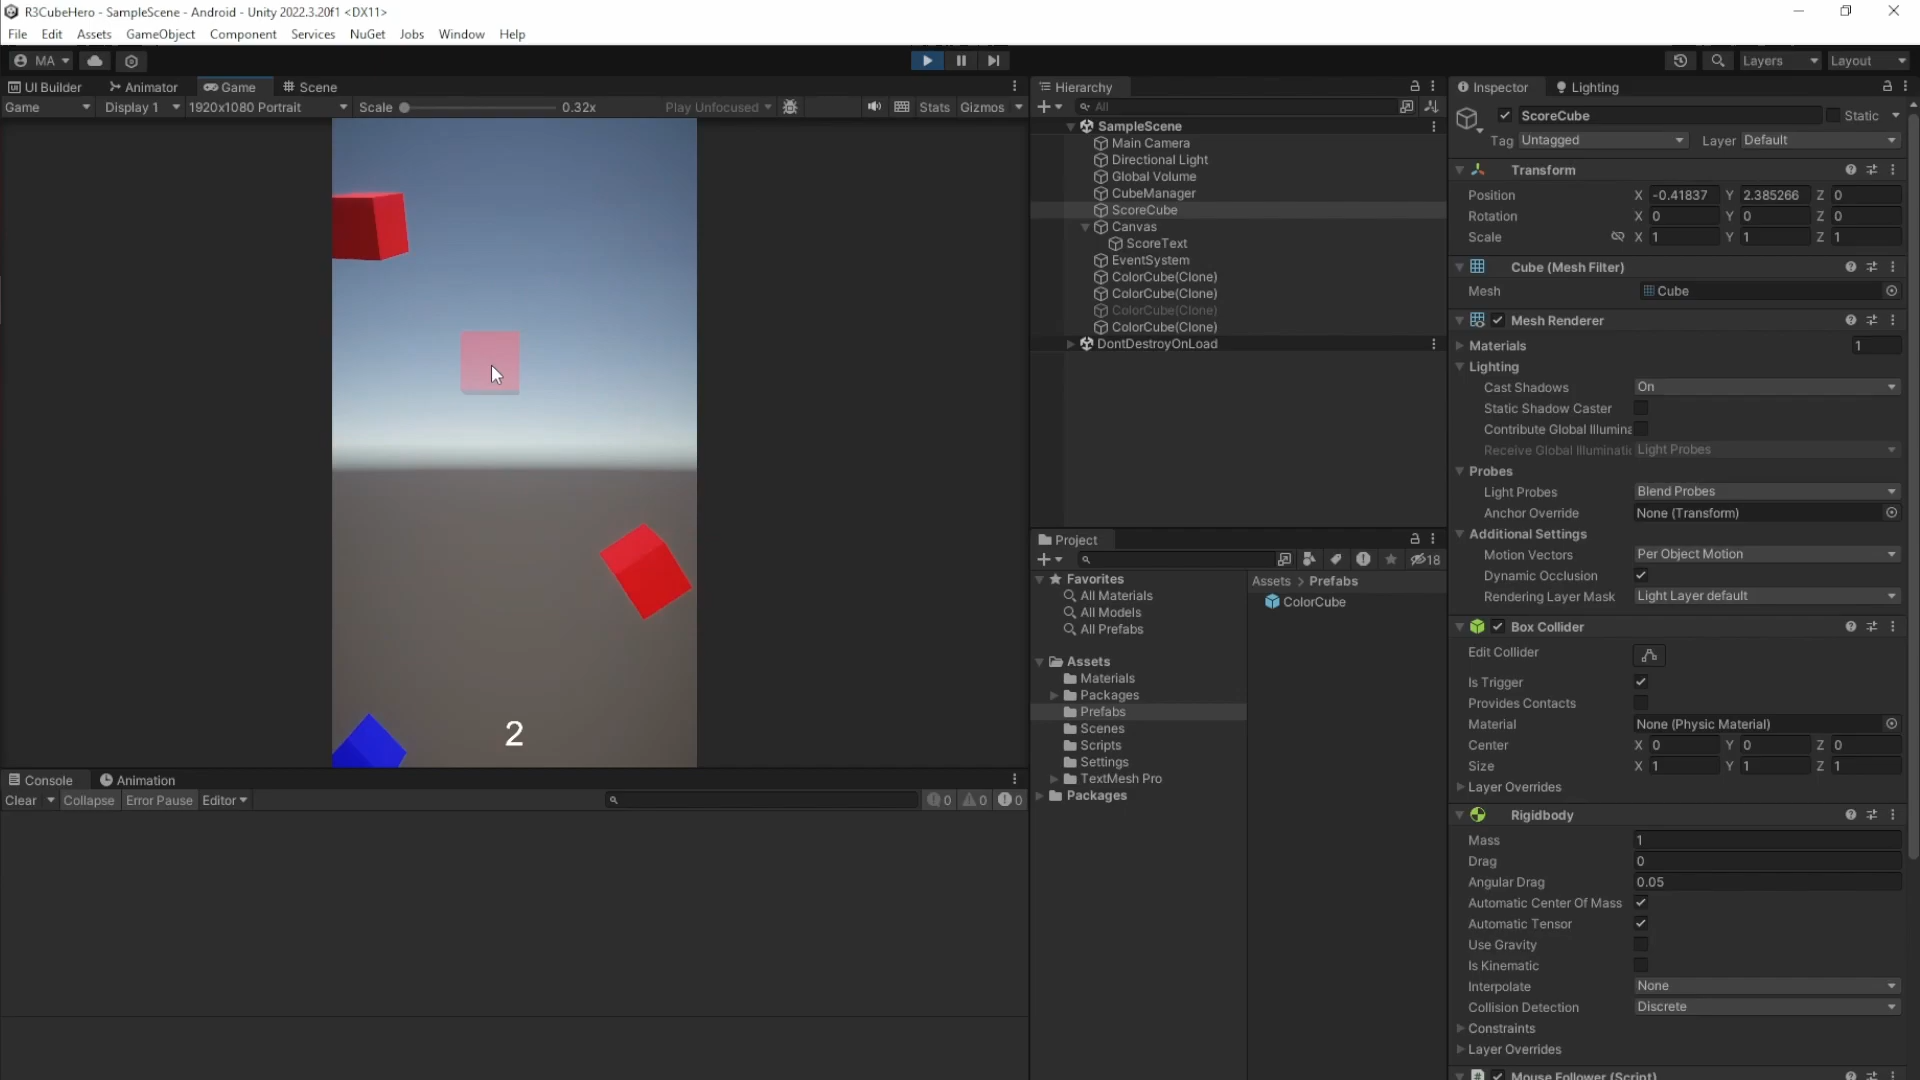 R3CubeHero - SampleScene - Android - Unity 2022.3.20f1 <DX11>
File Edit Assets GameObject Component Services NuGet Jobs Window Help
MA
Layers Layout
UI Builder Animator Game Scene
Game Display 1 1920x1080 Portrait Scale 0.32x Play Unfocused Stats Gizmos
2
Console Animation
Clear Collapse Error Pause Editor 0 0 0
Hierarchy
All
SampleScene
Main Camera
Directional Light
Global Volume
CubeManager
ScoreCube
Canvas
ScoreText
EventSystem
ColorCube(Clone)
ColorCube(Clone)
ColorCube(Clone)
ColorCube(Clone)
DontDestroyOnLoad
Project
18
Favorites
All Materials
All Models
All Prefabs
Assets
Materials
Packages
Prefabs
Scenes
Scripts
Settings
TextMesh Pro
Packages
Assets > Prefabs
ColorCube
Inspector Lighting
ScoreCube Static
Tag Untagged Layer Default
Transform
Position X -0.41837 Y 2.385266 Z 0
Rotation X 0 Y 0 Z 0
Scale X 1 Y 1 Z 1
Cube (Mesh Filter)
Mesh Cube
Mesh Renderer
Materials 1
Lighting
Cast Shadows On
Static Shadow Caster
Contribute Global Illumina
Receive Global Illuminati Light Probes
Probes
Light Probes Blend Probes
Anchor Override None (Transform)
Additional Settings
Motion Vectors Per Object Motion
Dynamic Occlusion
Rendering Layer Mask Light Layer default
Box Collider
Edit Collider
Is Trigger
Provides Contacts
Material None (Physic Material)
Center X 0 Y 0 Z 0
Size X 1 Y 1 Z 1
Layer Overrides
Rigidbody
Mass 1
Drag 0
Angular Drag 0.05
Automatic Center Of Mass
Automatic Tensor
Use Gravity
Is Kinematic
Interpolate None
Collision Detection Discrete
Constraints
Layer Overrides
Mouse Follower (Script)